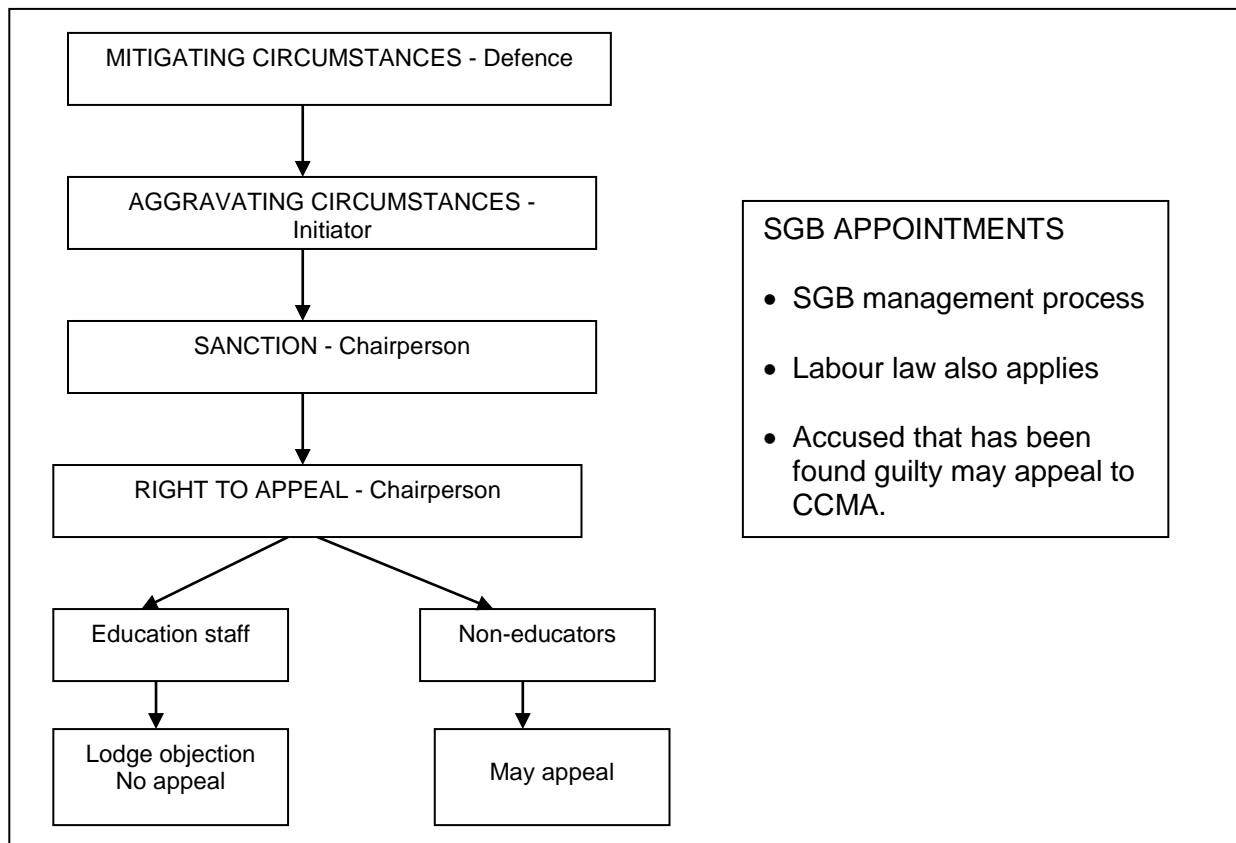 MITIGATING CIRCUMSTANCES - Defence
AGGRAVATING CIRCUMSTANCES -
Initiator
SANCTION - Chairperson
RIGHT TO APPEAL - Chairperson
Education staff
Non-educators
Lodge objection
No appeal
May appeal
SGB APPOINTMENTS
• SGB management process
• Labour law also applies
• Accused that has been
found guilty may appeal to
CCMA.